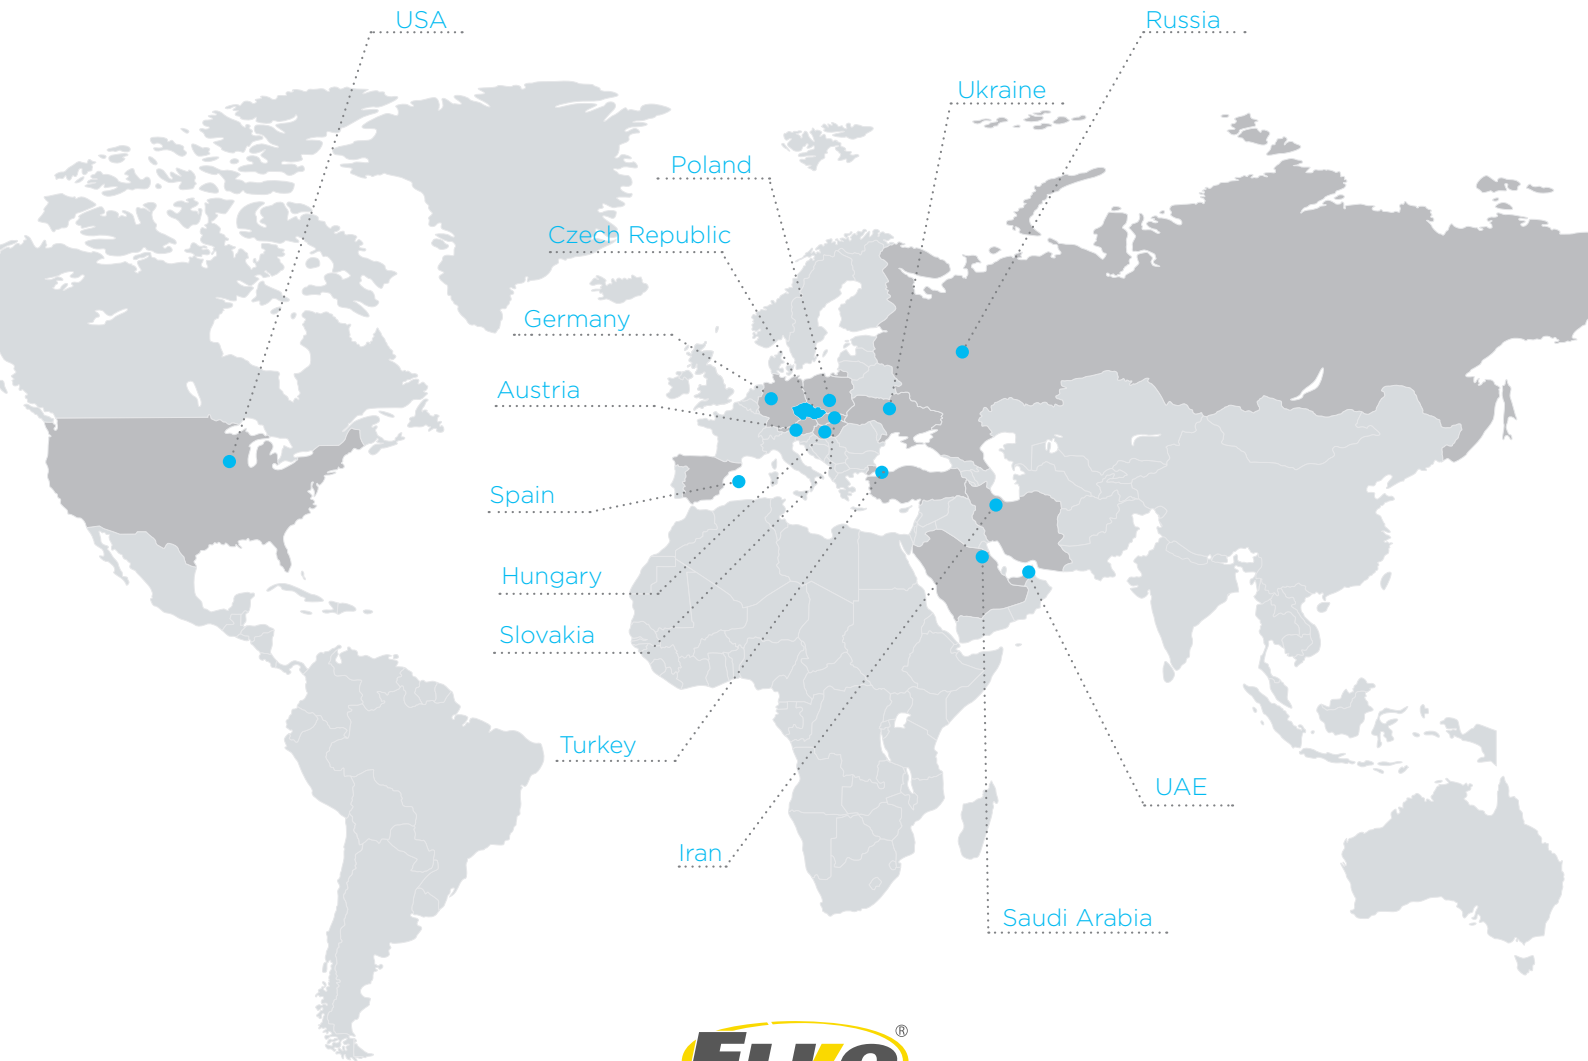 USA
Russia
Ukraine
Poland
Czech Republic
Germany
Austria
Spain
Hungary
Slovakia
Turkey
UAE
Iran
Saudi Arabia
®